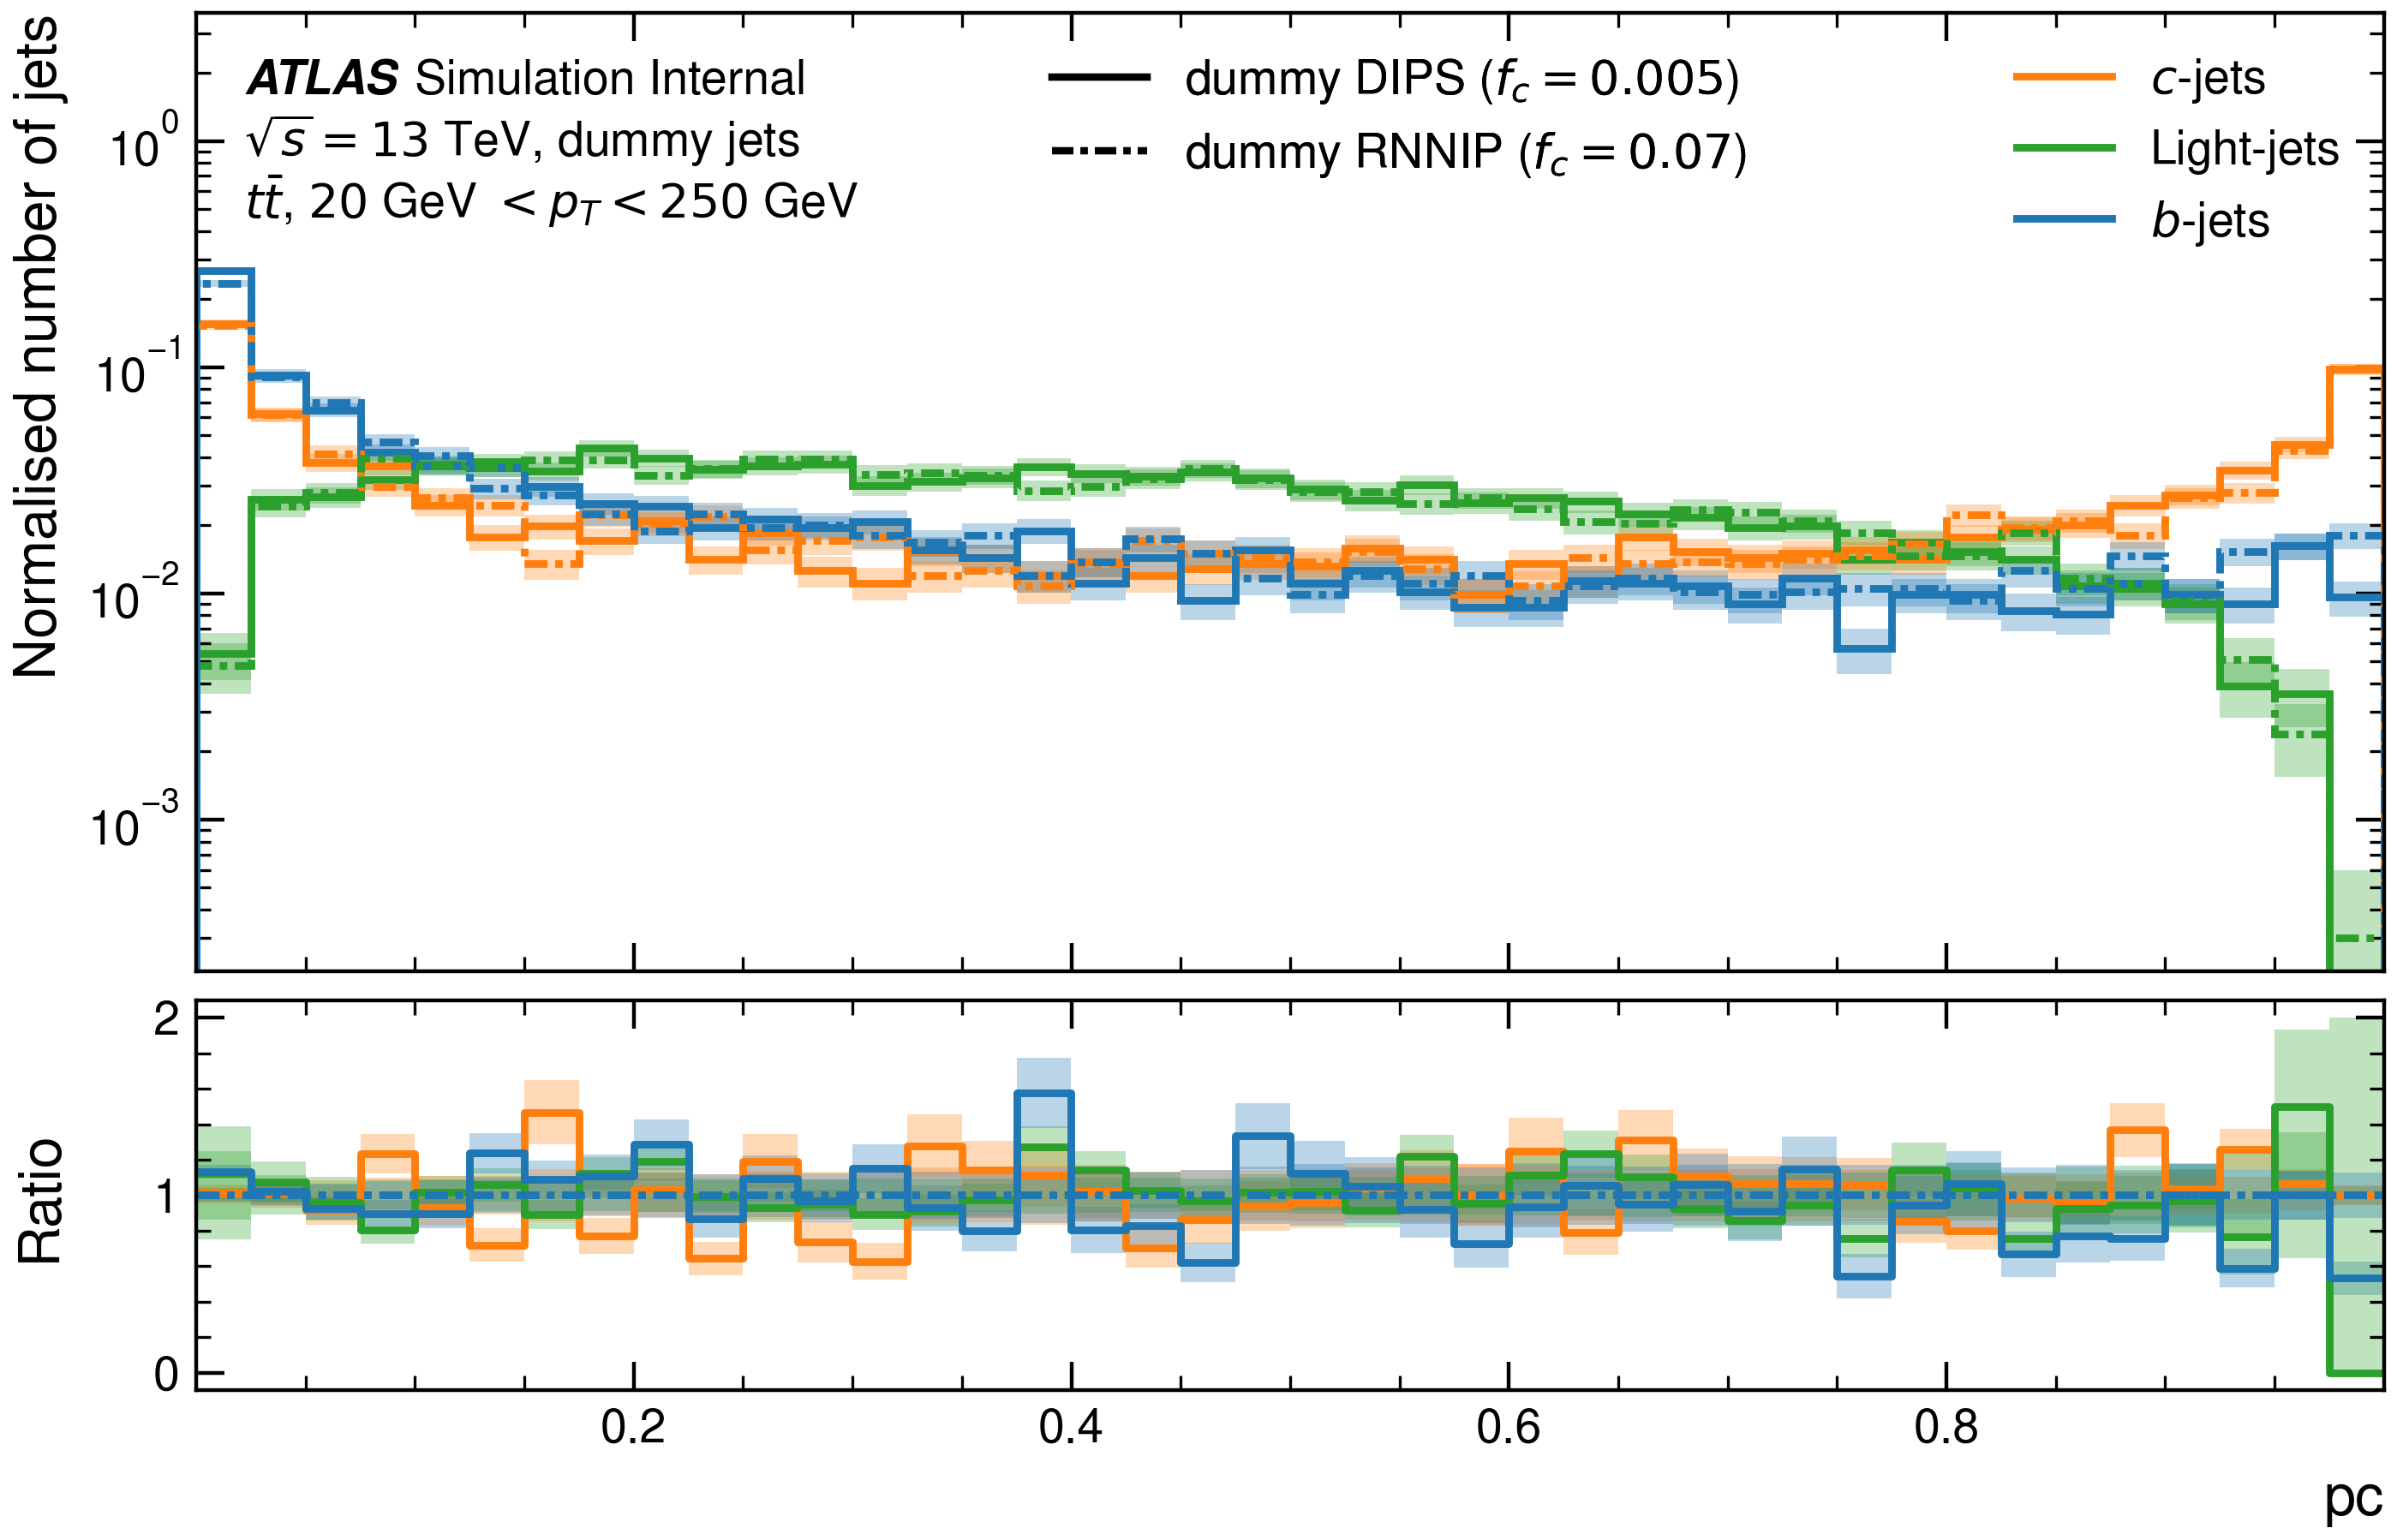 Normalised number of jets
ATLAS Simulation Internal
√s = 13 TeV, dummy jets
tt̄, 20 GeV < p_T < 250 GeV
dummy DIPS (f_c = 0.005)
dummy RNNIP (f_c = 0.07)
c-jets
Light-jets
b-jets
10^0
10^−1
10^−2
10^−3
Ratio
2
1
0
0.2 0.4 0.6 0.8
pc